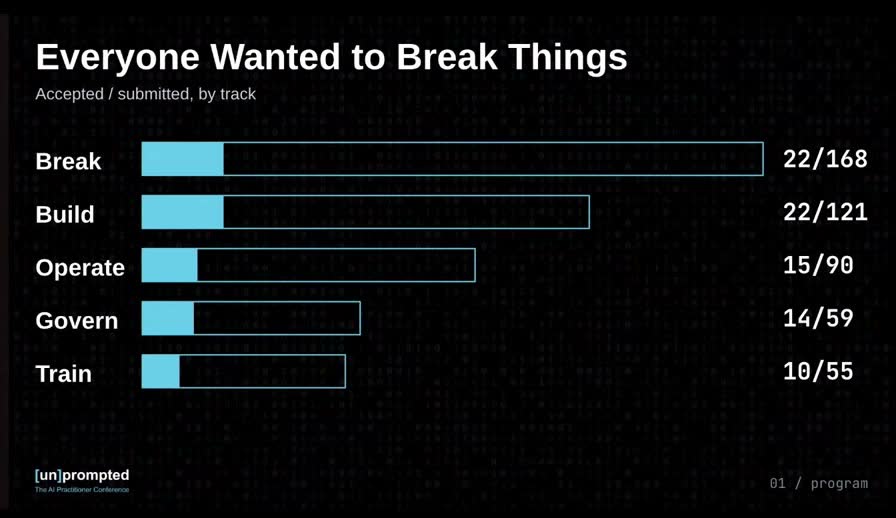 Everyone Wanted to Break Things
Accepted / submitted, by track
Break 22/168
Build 22/121
Operate 15/90
Govern 14/59
Train 10/55
[un]prompted
The AI Practitioner Conference
01 / program